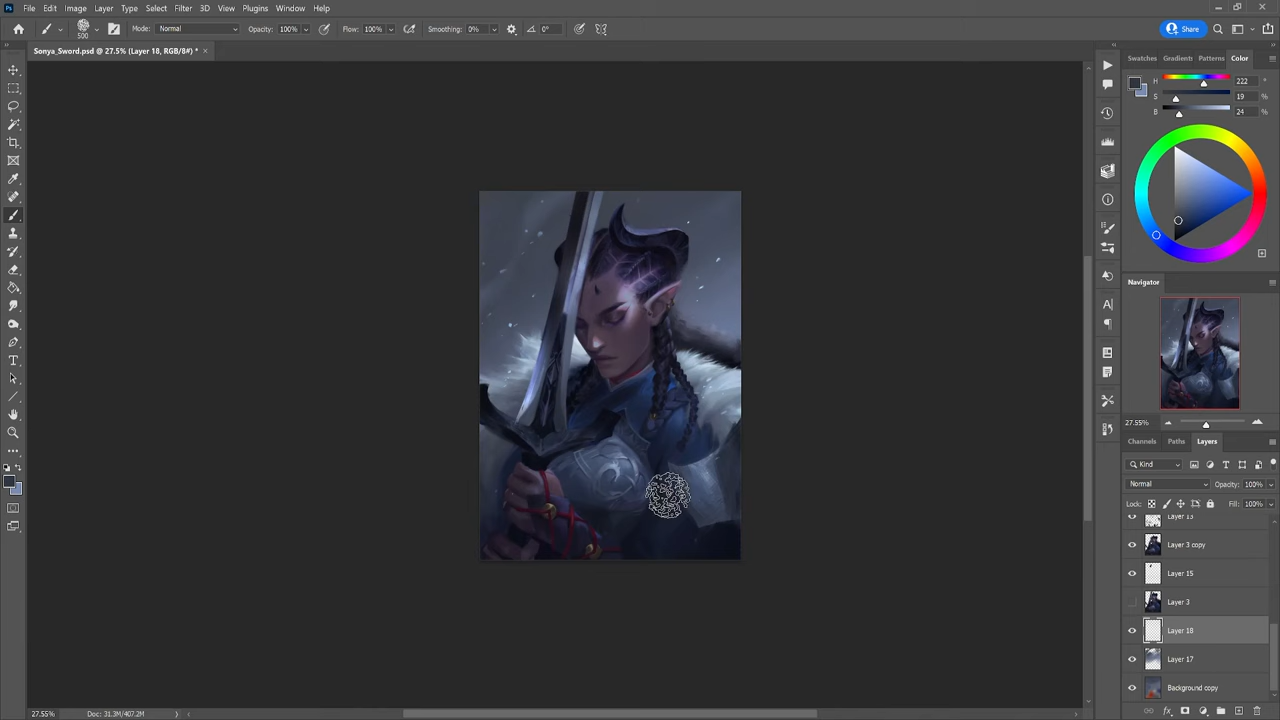 Ps File Edit Image Layer Type Select Filter 3D View Plugins Window Help
500 Mode: Normal Opacity: 100% Flow: 100% Smoothing: 0% 0° Share
Sonya_Sword.psd @ 27.5% (Layer 18, RGB/8#) * ×
Swatches Gradients Patterns Color
H 222 °
S 19 %
B 24 %
Navigator
27.55%
Channels Paths Layers
Kind
Normal Opacity: 100%
Lock: Fill: 100%
Layer 13
Layer 3 copy
Layer 15
Layer 3
Layer 18
Layer 17
Background copy
27.55% Doc: 31.3M/407.2M